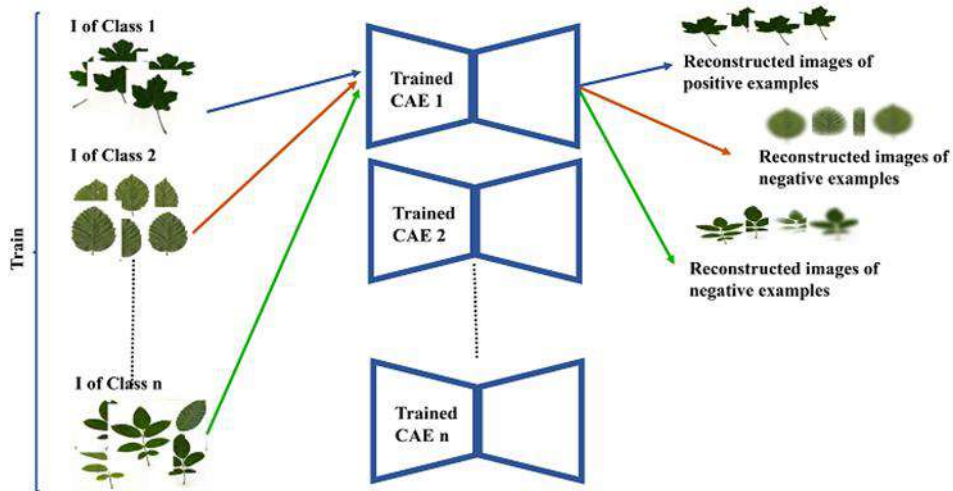 Train
I of Class 1
I of Class 2
I of Class n
Trained
CAE 1
Trained
CAE 2
Trained
CAE n
Reconstructed images of
positive examples
Reconstructed images of
negative examples
Reconstructed images of
negative examples